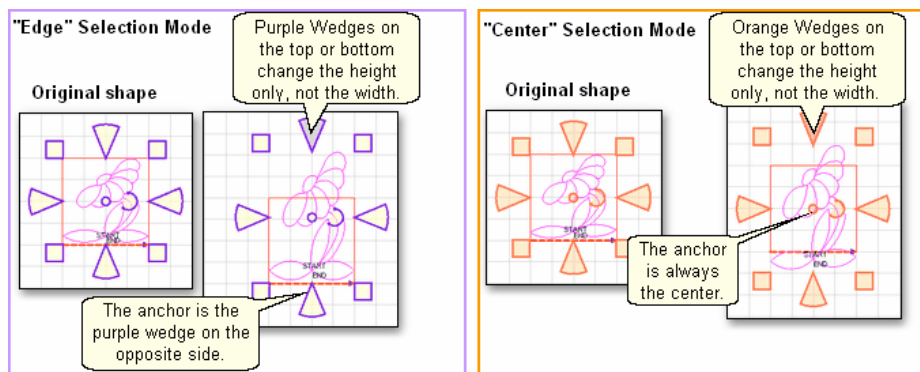 "Edge" Selection Mode
Purple Wedges on
the top or bottom
change the height
only, not the width.
Original shape
START
END
START
END
The anchor is the
purple wedge on the
opposite side.
"Center" Selection Mode
Orange Wedges on
the top or bottom
change the height
only, not the width.
Original shape
START
END
START
END
The anchor
is always
the center.